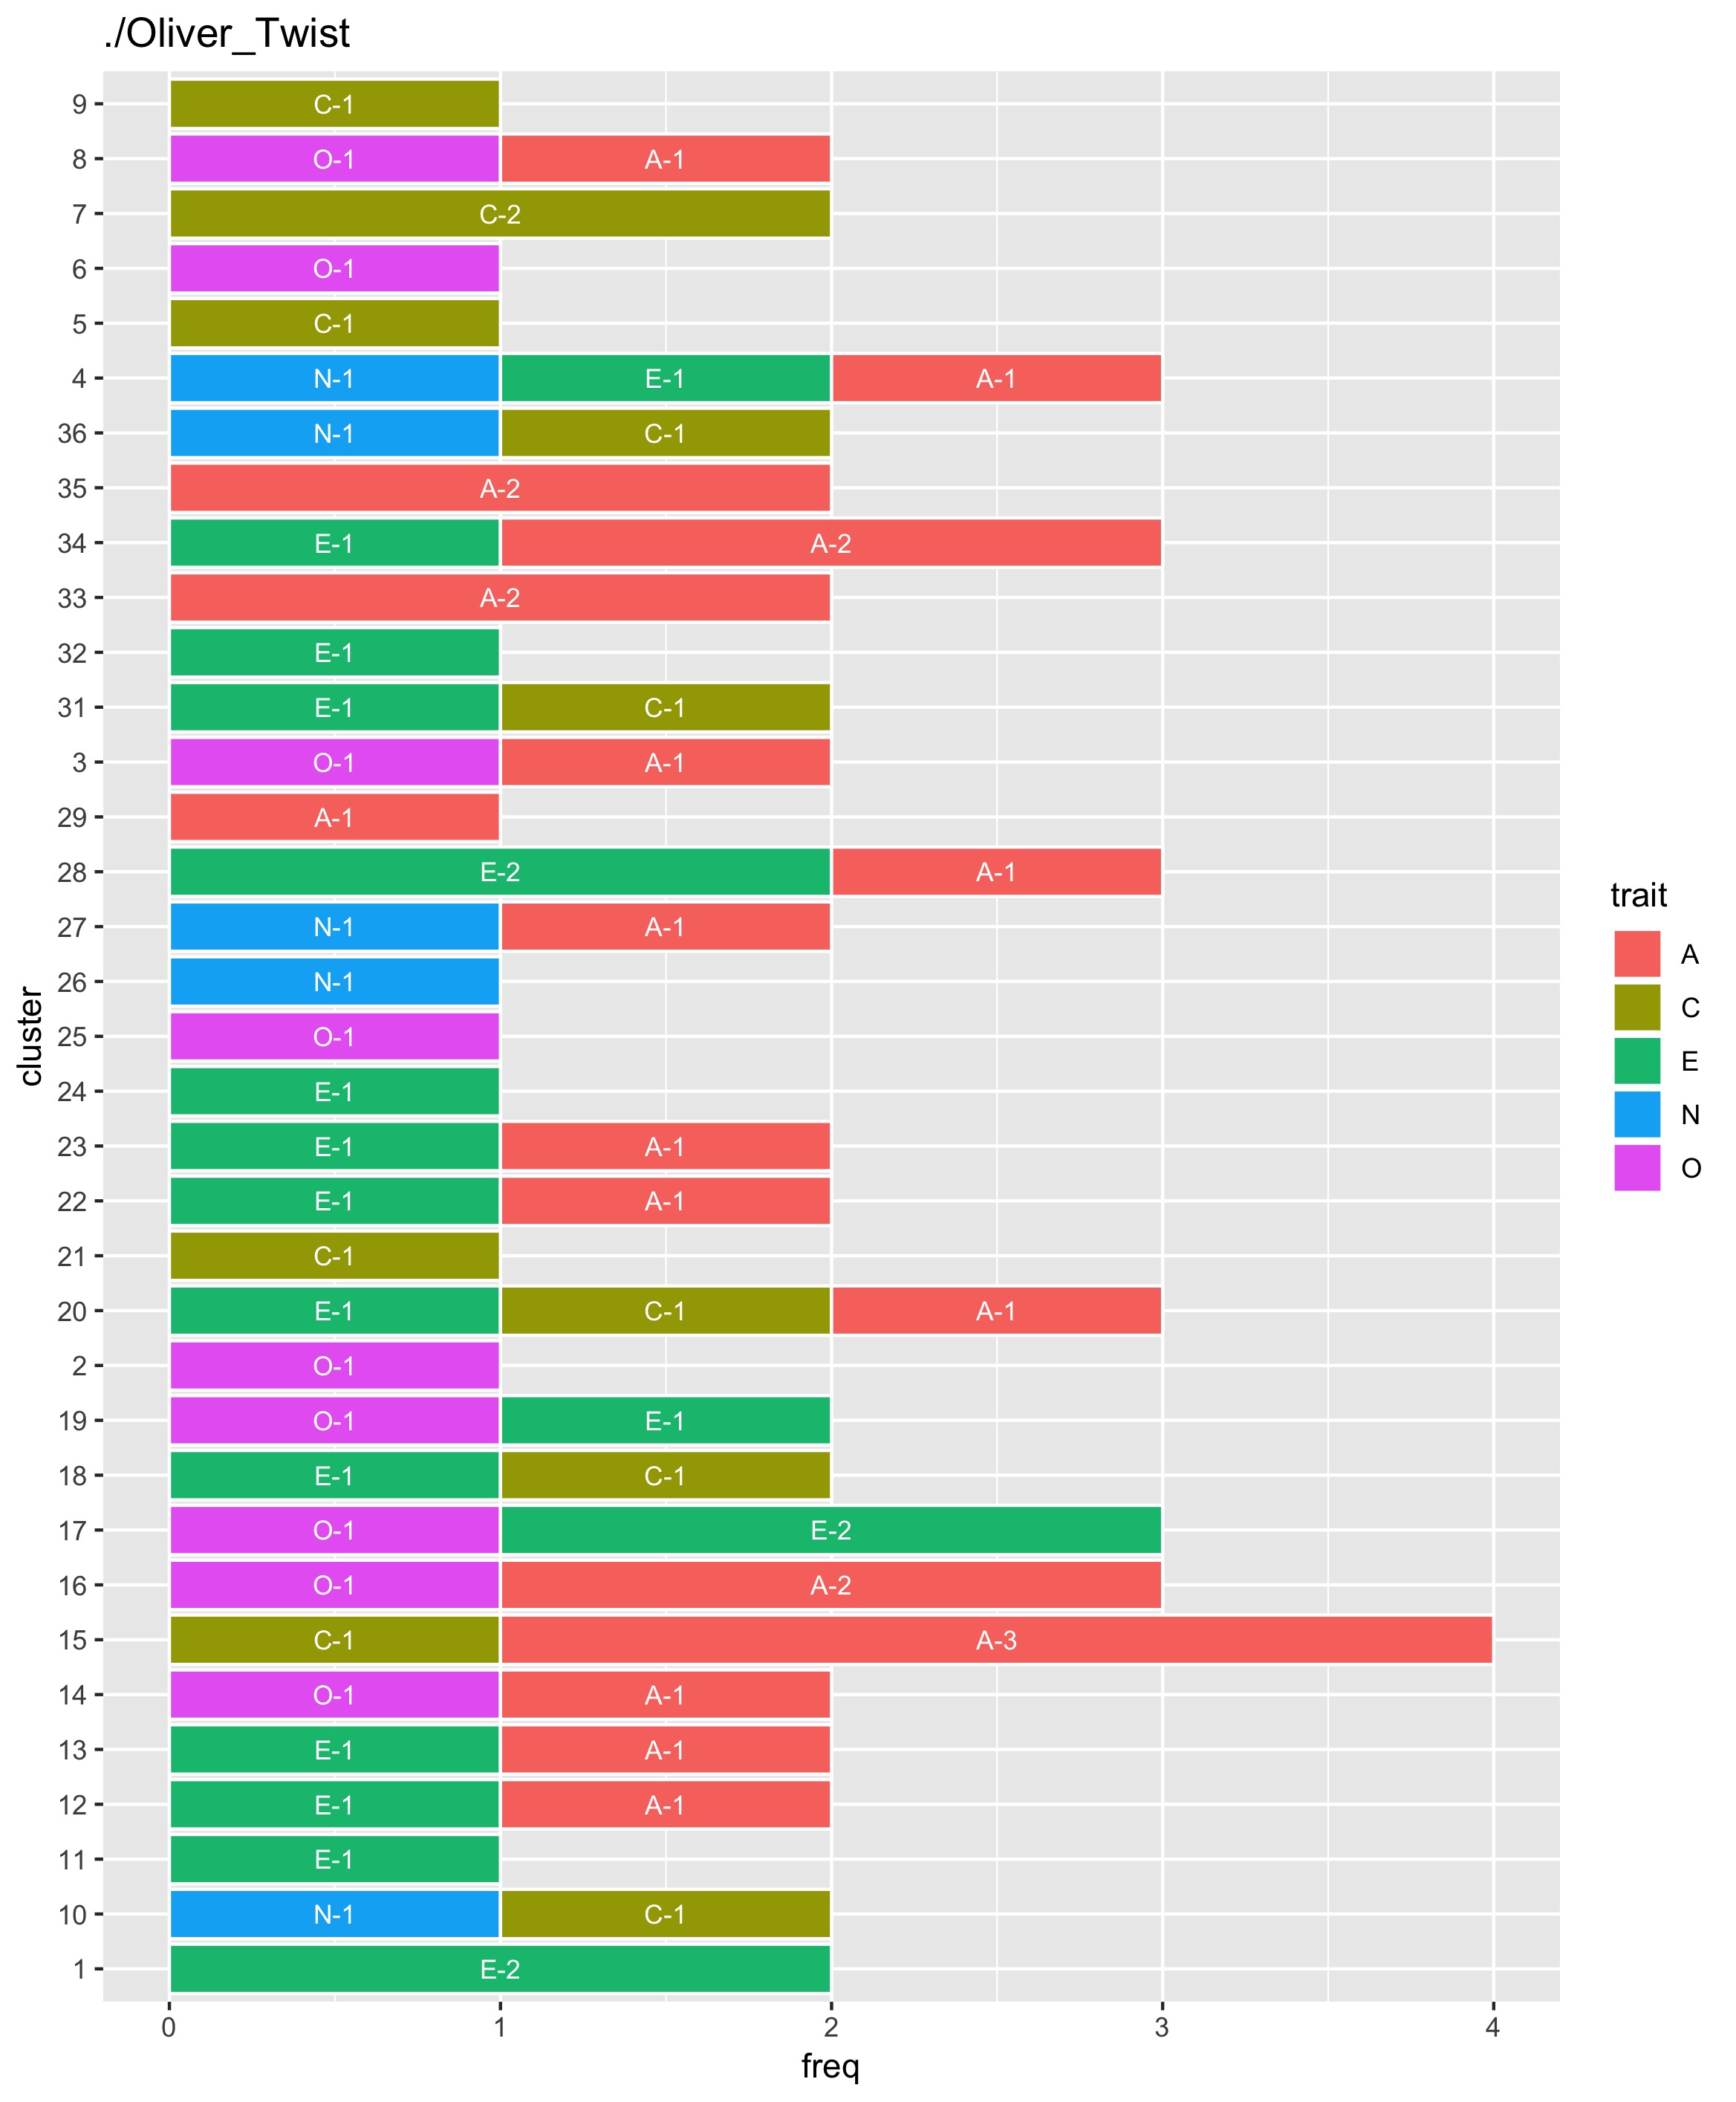 ./Oliver_Twist
9 C-1
8 O-1 A-1
7 C-2
6 O-1
5 C-1
4 N-1 E-1 A-1
36 N-1 C-1
35 A-2
34 E-1 A-2
33 A-2
32 E-1
31 E-1 C-1
3 O-1 A-1
29 A-1
28 E-2 A-1
27 N-1 A-1
26 N-1
25 O-1
24 E-1
23 E-1 A-1
22 E-1 A-1
21 C-1
20 E-1 C-1 A-1
2 O-1
19 O-1 E-1
18 E-1 C-1
17 O-1 E-2
16 O-1 A-2
15 C-1 A-3
14 O-1 A-1
13 E-1 A-1
12 E-1 A-1
11 E-1
10 N-1 C-1
1 E-2
0 1 2 3 4
freq
cluster
trait
A
C
E
N
O